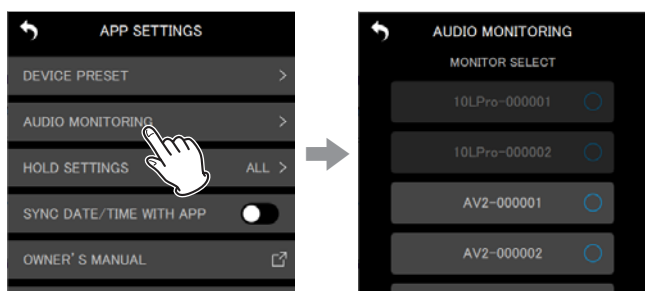 APP SETTINGS
DEVICE PRESET
AUDIO MONITORING
HOLD SETTINGS ALL
SYNC DATE/TIME WITH APP
OWNER'S MANUAL
AUDIO MONITORING
MONITOR SELECT
10LPro-000001
10LPro-000002
AV2-000001
AV2-000002